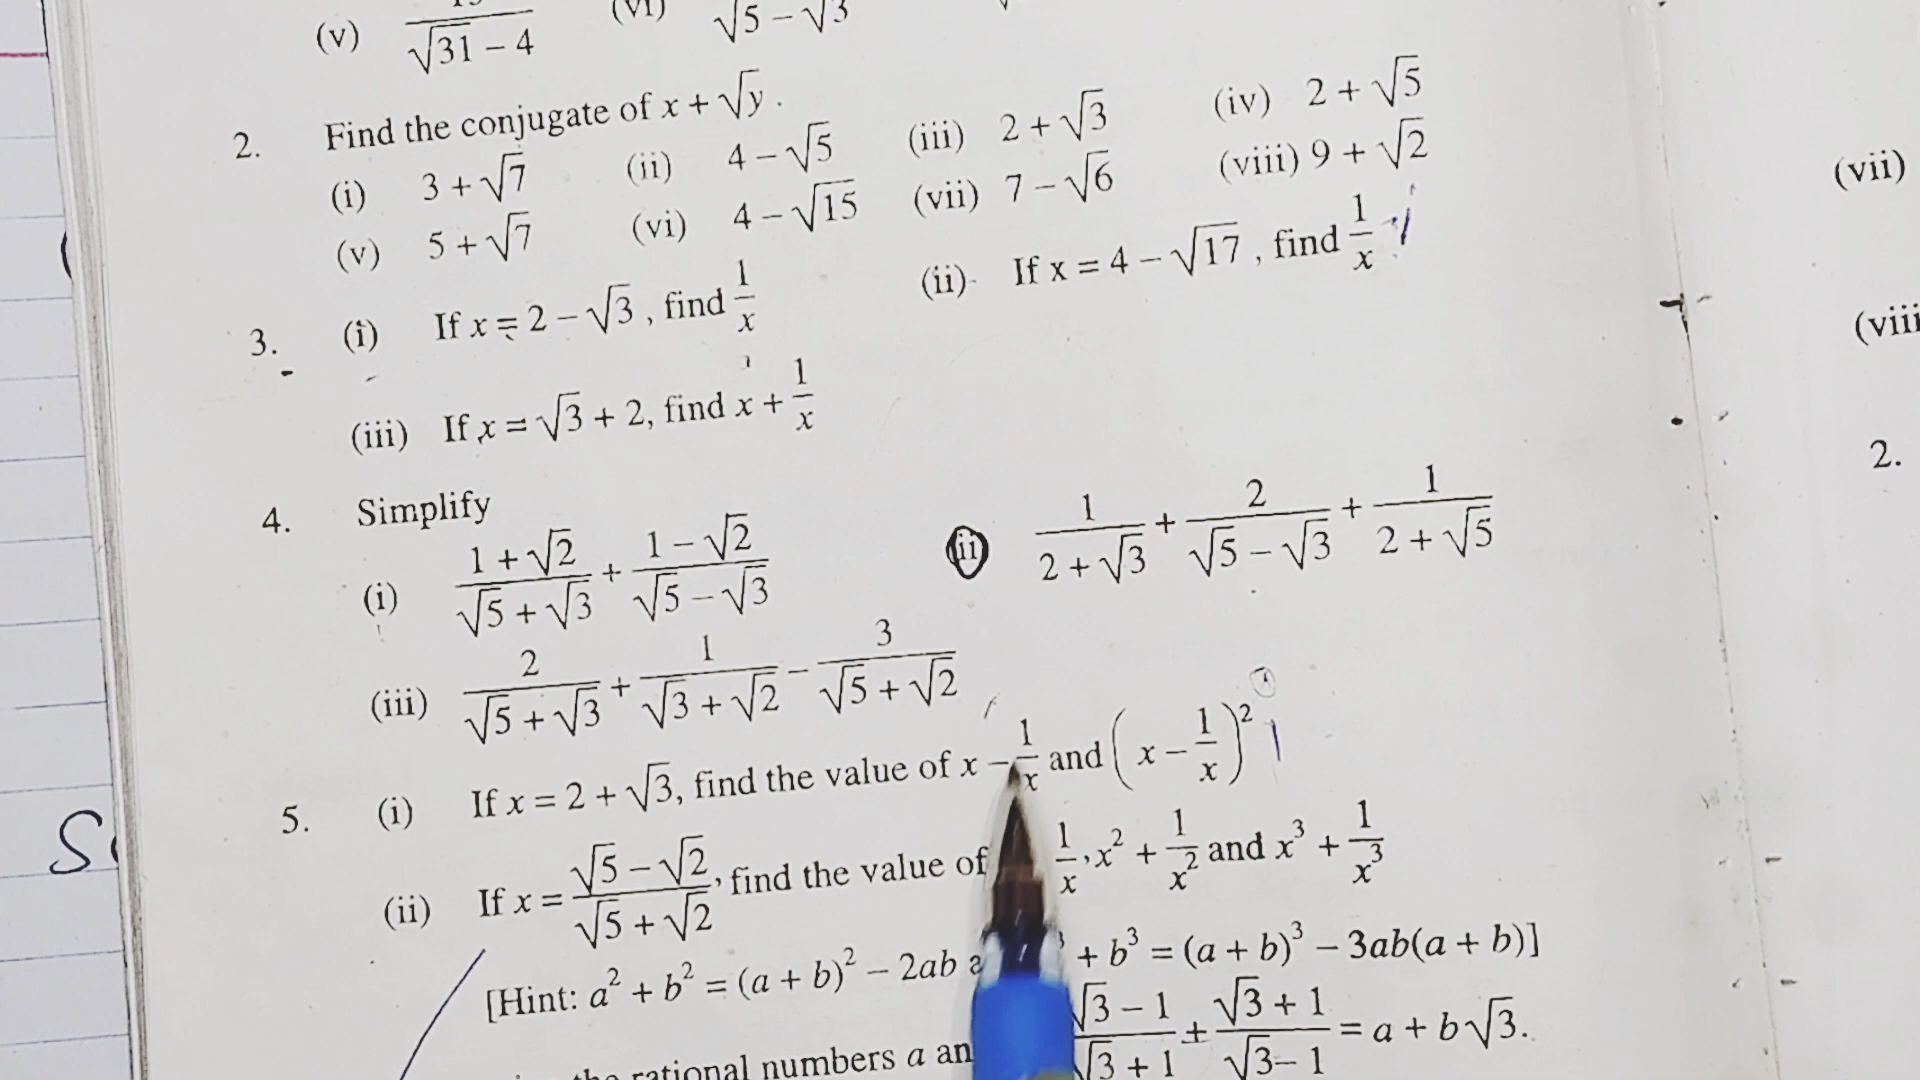 (v) 15/(√31 − 4) (vi) √5 − √3
2. Find the conjugate of x + √y.
(i) 3 + √7 (ii) 4 − √5 (iii) 2 + √3 (iv) 2 + √5
(v) 5 + √7 (vi) 4 − √15 (vii) 7 − √6 (viii) 9 + √2
3. (i) If x = 2 − √3, find 1/x (ii) If x = 4 − √17, find 1/x
(iii) If x = √3 + 2, find x + 1/x
4. Simplify
(i) (1 + √2)/(√5 + √3) + (1 − √2)/(√5 − √3) (ii) 1/(2 + √3) + 2/(√5 − √3) + 1/(2 + √5)
(iii) 2/(√5 + √3) + 1/(√3 + √2) − 3/(√5 + √2)
5. (i) If x = 2 + √3, find the value of x − 1/x and (x − 1/x)²
(ii) If x = (√5 − √2)/(√5 + √2), find the value of 1/x, x² + 1/x² and x³ + 1/x³
[Hint: a² + b² = (a + b)² − 2ab + b³ = (a + b)³ − 3ab(a + b)]
rational numbers a (√3 − 1)/(√3 + 1) + (√3 + 1)/(√3 − 1) = a + b√3.
(vii)
(viii
2.